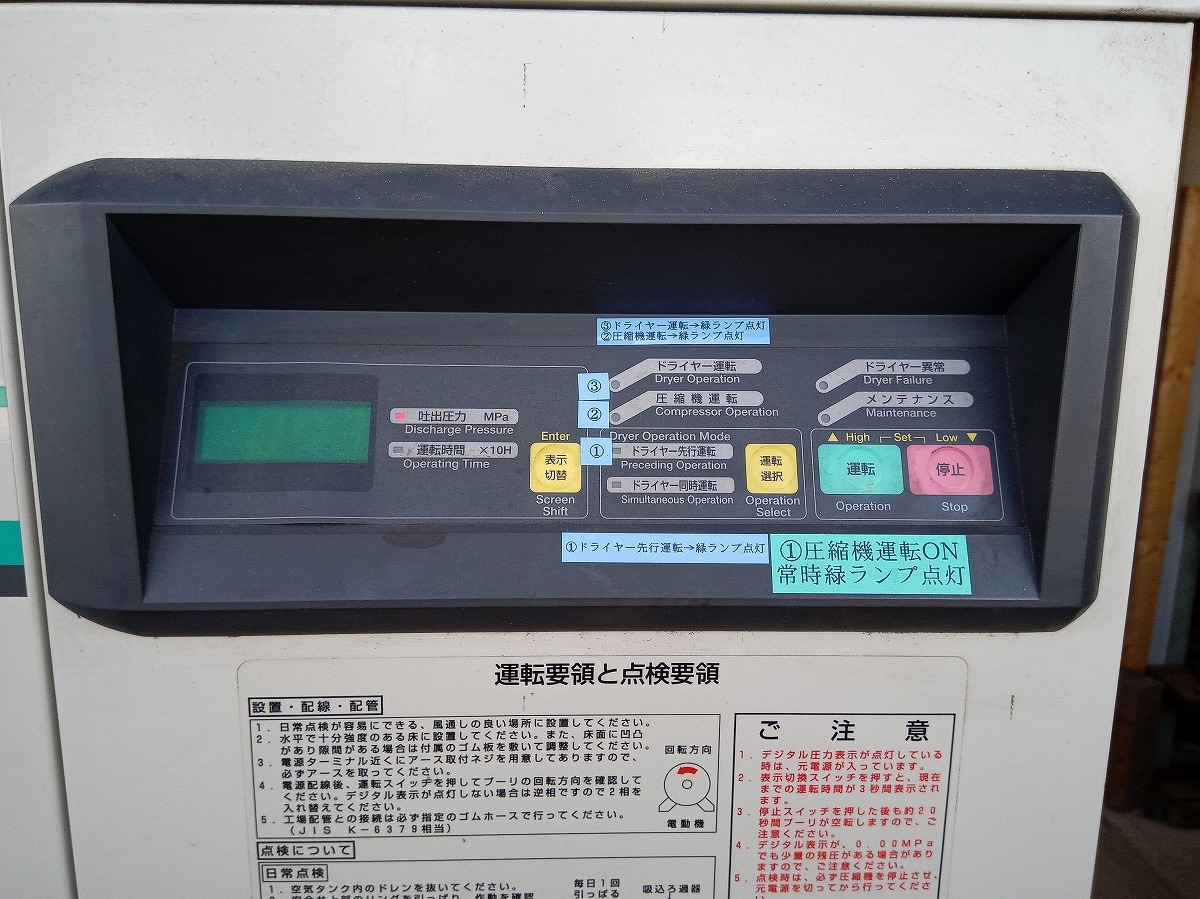 ③ドライヤー運転→緑ランプ点灯
②圧縮機運転→緑ランプ点灯
③
ドライヤー運転
Dryer Operation
ドライヤー異常
Dryer Failure
②
圧縮機運転
Compressor Operation
メンテナンス
Maintenance
吐出圧力 MPa
Discharge Pressure
運転時間 ×10H
Operating Time
Enter
表示
切替
Screen
Shift
①
Dryer Operation Mode
ドライヤー先行運転
Preceding Operation
ドライヤー同時運転
Simultaneous Operation
運転
選択
Operation
Select
▲ High Set Low ▼
運転
Operation
停止
Stop
①ドライヤー先行運転→緑ランプ点灯
①圧縮機運転ON
常時緑ランプ点灯
運転要領と点検要領
設置・配線・配管
1. 日常点検が容易にできる、風通しの良い場所に設置してください。
2. 水平で十分強度のある床に設置してください。また、床面に凹凸
があり隙間がある場合は付属のゴム板を敷いて調整してください。
3. 電源ターミナル近くにアース取付ネジを用意してありますので、
必ずアースを取ってください。
4. 電源配線後、運転スイッチを押してプーリの回転方向を確認して
ください。デジタル表示が点灯しない場合は逆相ですので2相を
入れ替えてください。
5. 工場配管との接続は必ず指定のゴムホースで行ってください。
(JIS K-6379相当)
回転方向
電動機
点検について
日常点検
1. 空気タンク内のドレンを抜いてください。
毎日1回
引っぱる
吸込ろ過器
ご注意
1. デジタル圧力表示が点灯している
時は、元電源が入っています。
2. 表示切換スイッチを押すと、現在
までの運転時間が3秒間表示され
ます。
3. 停止スイッチを押した後も約20
秒間プーリが空転しますので、ご
注意ください。
4. デジタル表示が、0.00MPa
でも少量の残圧がある場合があり
ますので、ご注意ください。
5. 点検時は、必ず圧縮機を停止させ、
元電源を切ってから行ってくださ